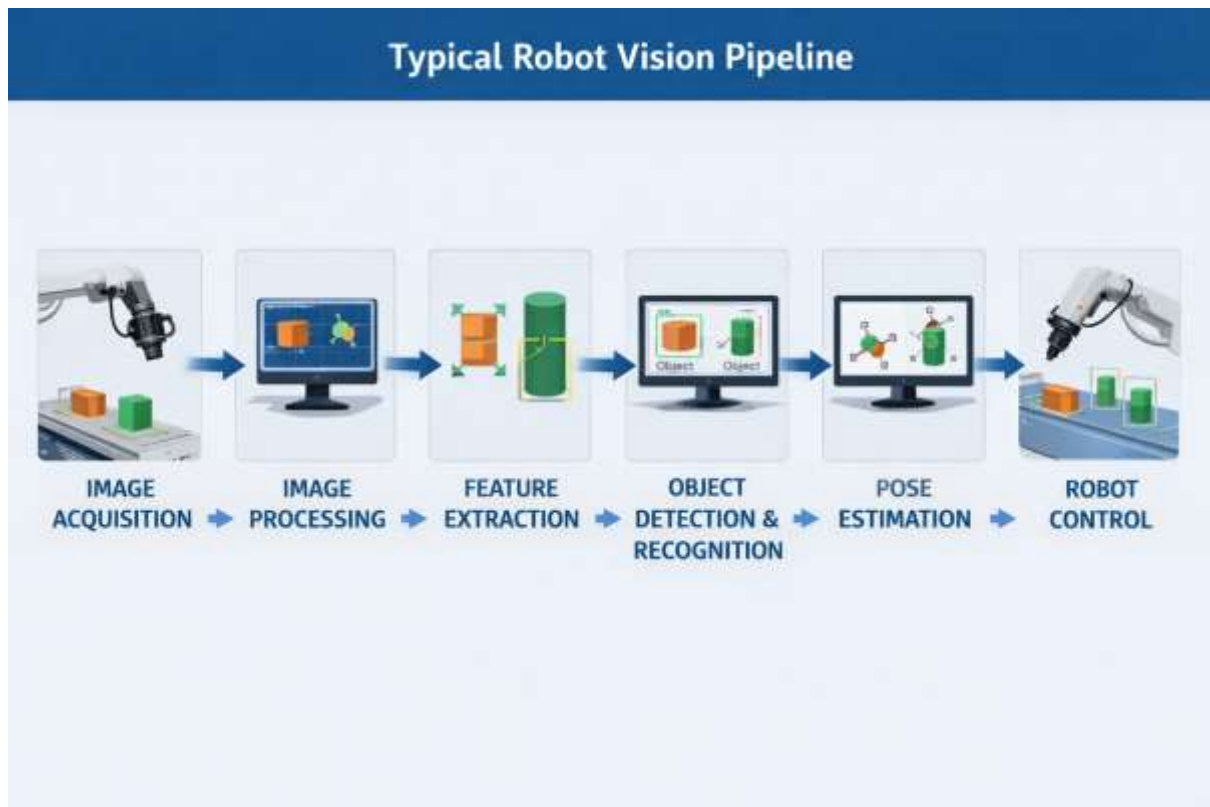 Typical Robot Vision Pipeline
Object
Object
IMAGE
ACQUISITION
IMAGE
PROCESSING
FEATURE
EXTRACTION
OBJECT
DETECTION &
RECOGNITION
POSE
ESTIMATION
ROBOT
CONTROL